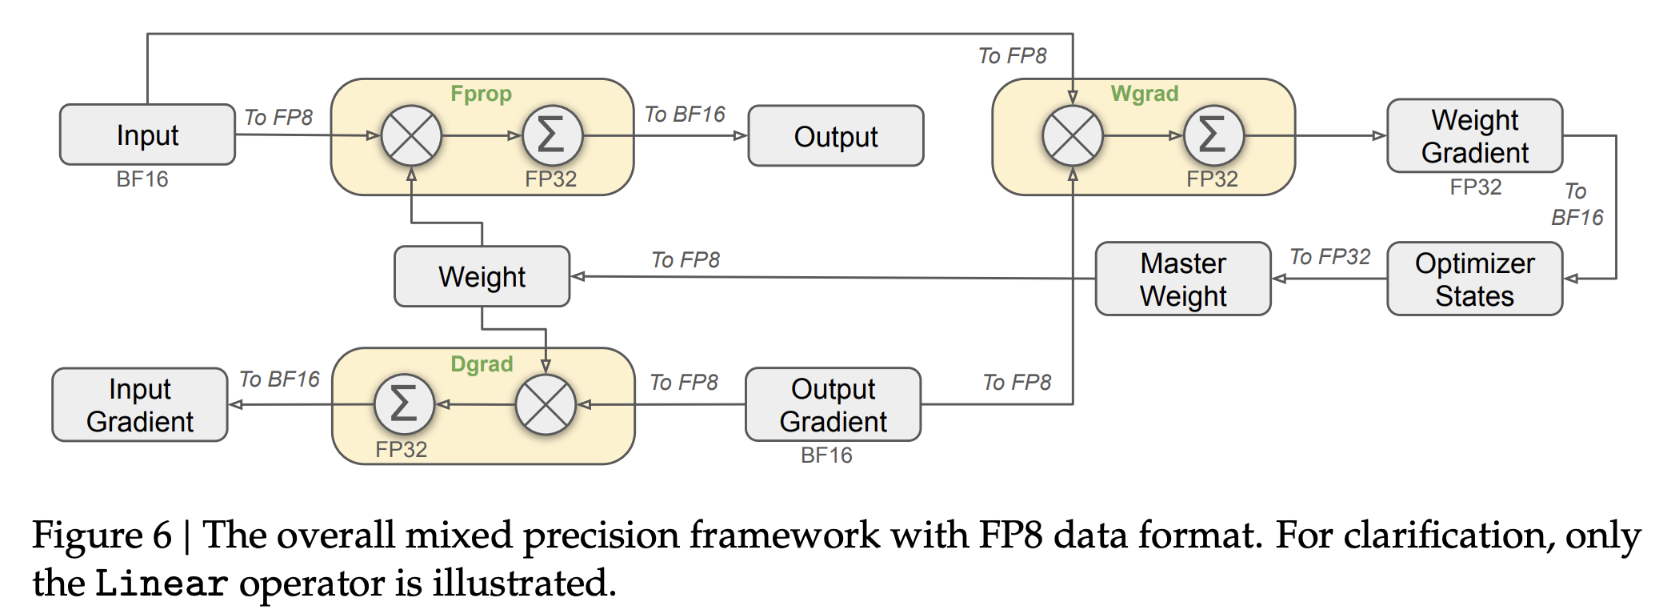 To FP8
Fprop
Wgrad
Input
To FP8
To BF16
Output
Weight
Gradient
BF16
FP32
FP32
FP32
To
BF16
Weight
To FP8
Master
Weight
To FP32
Optimizer
States
Input
Gradient
To BF16
Dgrad
To FP8
Output
Gradient
To FP8
FP32
BF16
Σ
Σ
Σ
Figure 6 | The overall mixed precision framework with FP8 data format. For clarification, only
the Linear operator is illustrated.